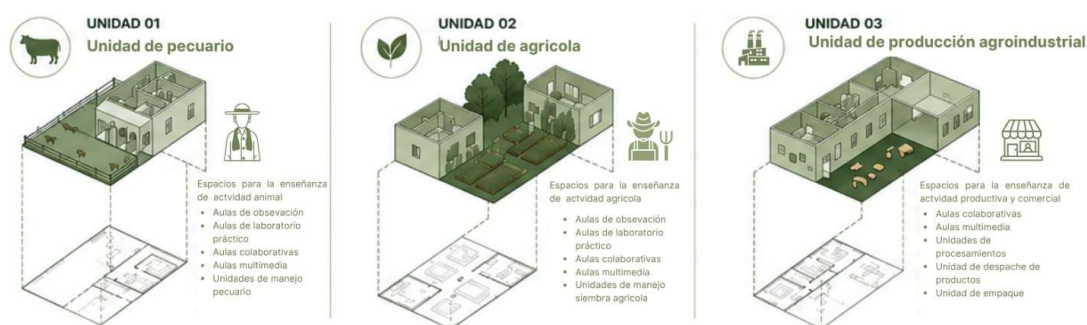 UNIDAD 01
Unidad de pecuario
Espacios para la enseñanza
de actvidad animal
• Aulas de obsevación
• Aulas de laboratorio
práctico
• Aulas colaborativas
• Aulas multimedia
• Unidades de manejo
pecuario
UNIDAD 02
Unidad de agricola
Espacios para la enseñanza
de actvidad agricola
• Aulas de obsevación
• Aulas de laboratorio
práctico
• Aulas colaborativas
• Aulas multimedia
• Unidades de manejo
siembra agricola
UNIDAD 03
Unidad de producción agroindustrial
Espacios para la enseñanza de
actvidad productiva y comercial
• Aulas colaborativas
• Aulas multimedia
• Unidades de
procesamientos
• Unidad de despache de
productos
• Unidad de empaque